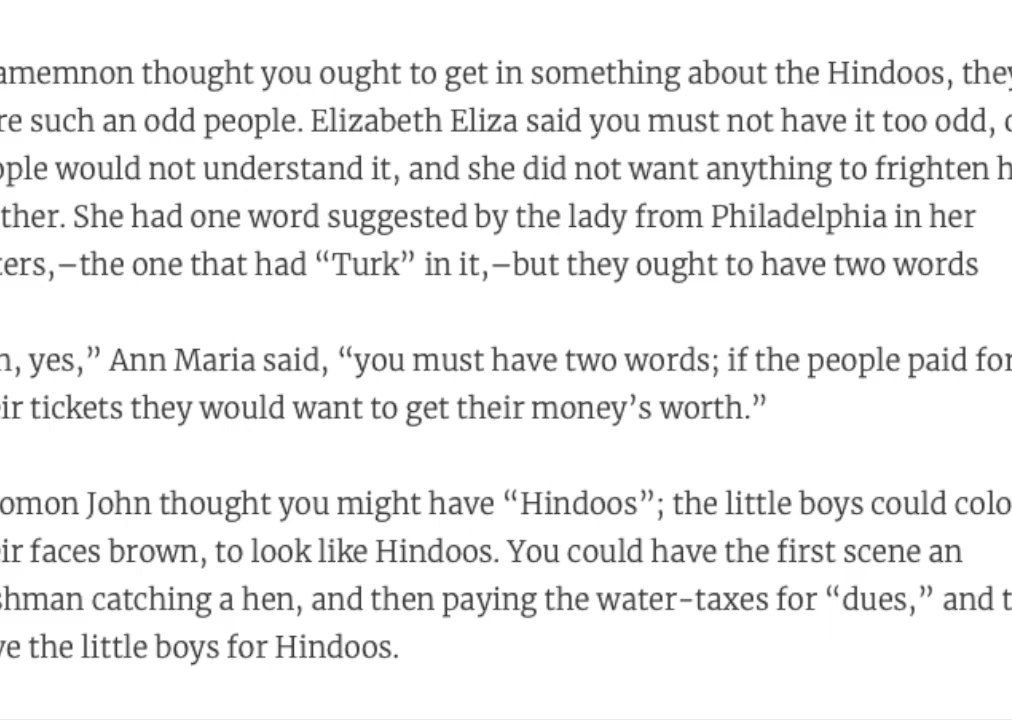 amemnon thought you ought to get in something about the Hindoos, they
re such an odd people. Elizabeth Eliza said you must not have it too odd, o
ople would not understand it, and she did not want anything to frighten h
ther. She had one word suggested by the lady from Philadelphia in her
ters,–the one that had “Turk” in it,–but they ought to have two words
h, yes,” Ann Maria said, “you must have two words; if the people paid for
eir tickets they would want to get their money’s worth.”
omon John thought you might have “Hindoos”; the little boys could colo
eir faces brown, to look like Hindoos. You could have the first scene an
shman catching a hen, and then paying the water-taxes for “dues,” and t
ve the little boys for Hindoos.